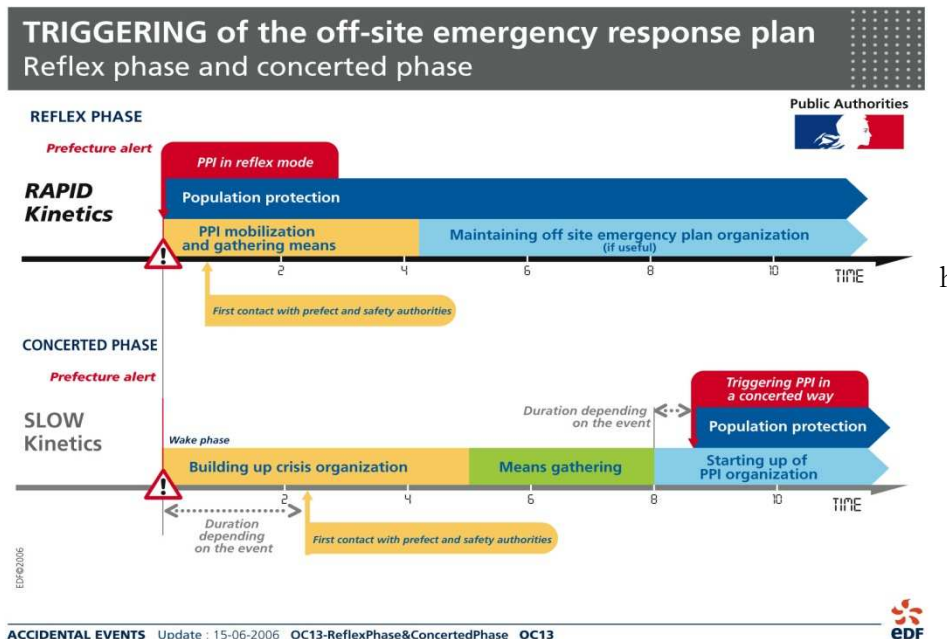 TRIGGERING of the off-site emergency response plan
Reflex phase and concerted phase
Public Authorities
REFLEX PHASE
Prefecture alert
PPI in reflex mode
RAPID
Kinetics
Population protection
PPI mobilization
and gathering means
Maintaining off site emergency plan organization
(if useful)
2
4
6
8
10
TIME
h
First contact with prefect and safety authorities
CONCERTED PHASE
Prefecture alert
Triggering PPI in
a concerted way
Duration depending
on the event
SLOW
Kinetics
Population protection
Wake phase
Building up crisis organization
Means gathering
Starting up of
PPI organization
2
4
6
8
10
TIME
Duration
depending
on the event
First contact with prefect and safety authorities
EDF©2006
ACCIDENTAL EVENTS Update : 15-06-2006 OC13-ReflexPhase&ConcertedPhase OC13
eDF